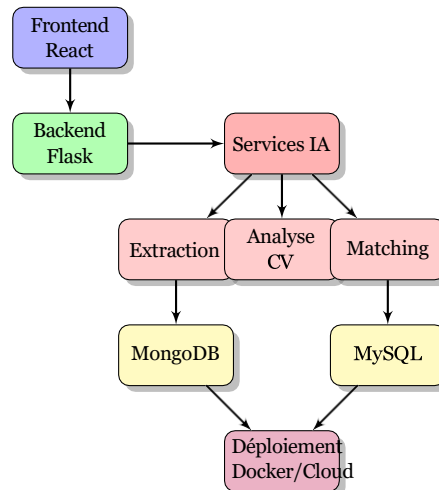 Frontend
React
Backend
Flask
Services IA
Extraction
Analyse
CV
Matching
MongoDB
MySQL
Déploiement
Docker/Cloud